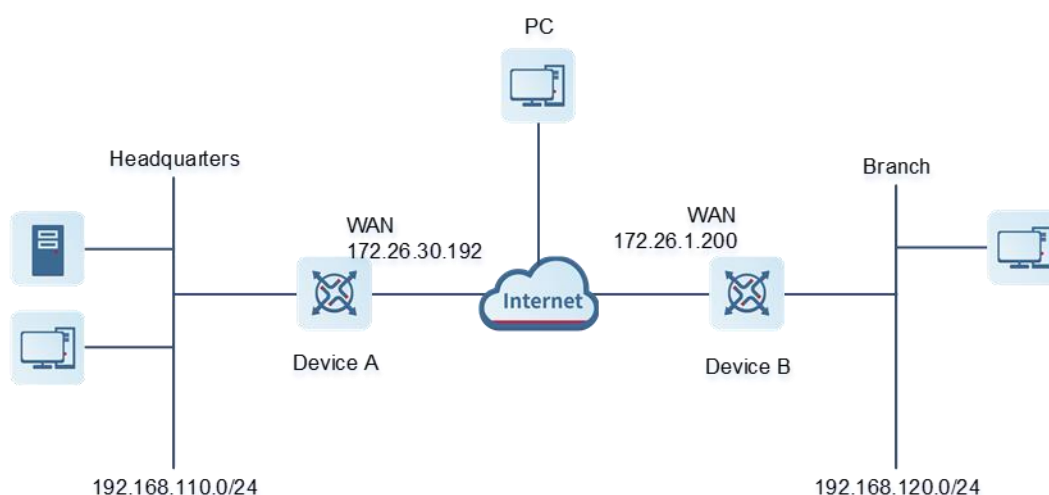 PC
Headquarters
Branch
WAN
172.26.30.192
WAN
172.26.1.200
Internet
Device A
Device B
192.168.110.0/24
192.168.120.0/24